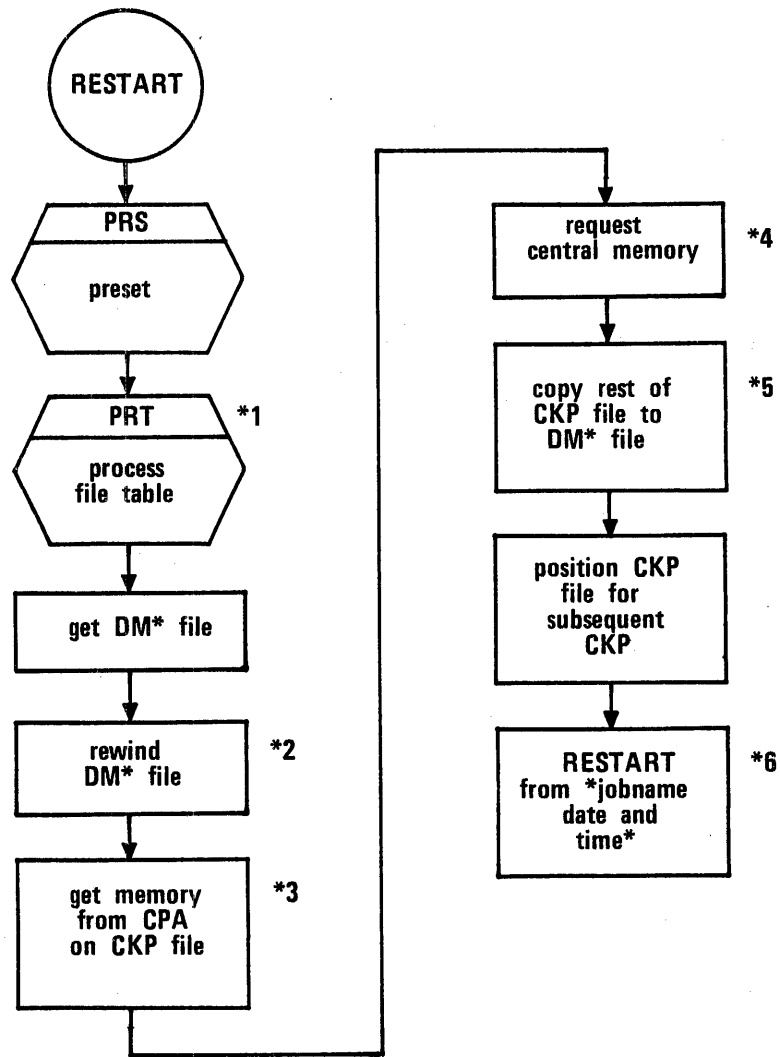 RESTART
PRS
preset
PRT
*1
process
file table
get DM* file
rewind
DM* file
*2
get memory
from CPA
on CKP file
*3
request
central memory
*4
copy rest of
CKP file to
DM* file
*5
position CKP
file for
subsequent
CKP
RESTART
from *jobname
date and
time*
*6